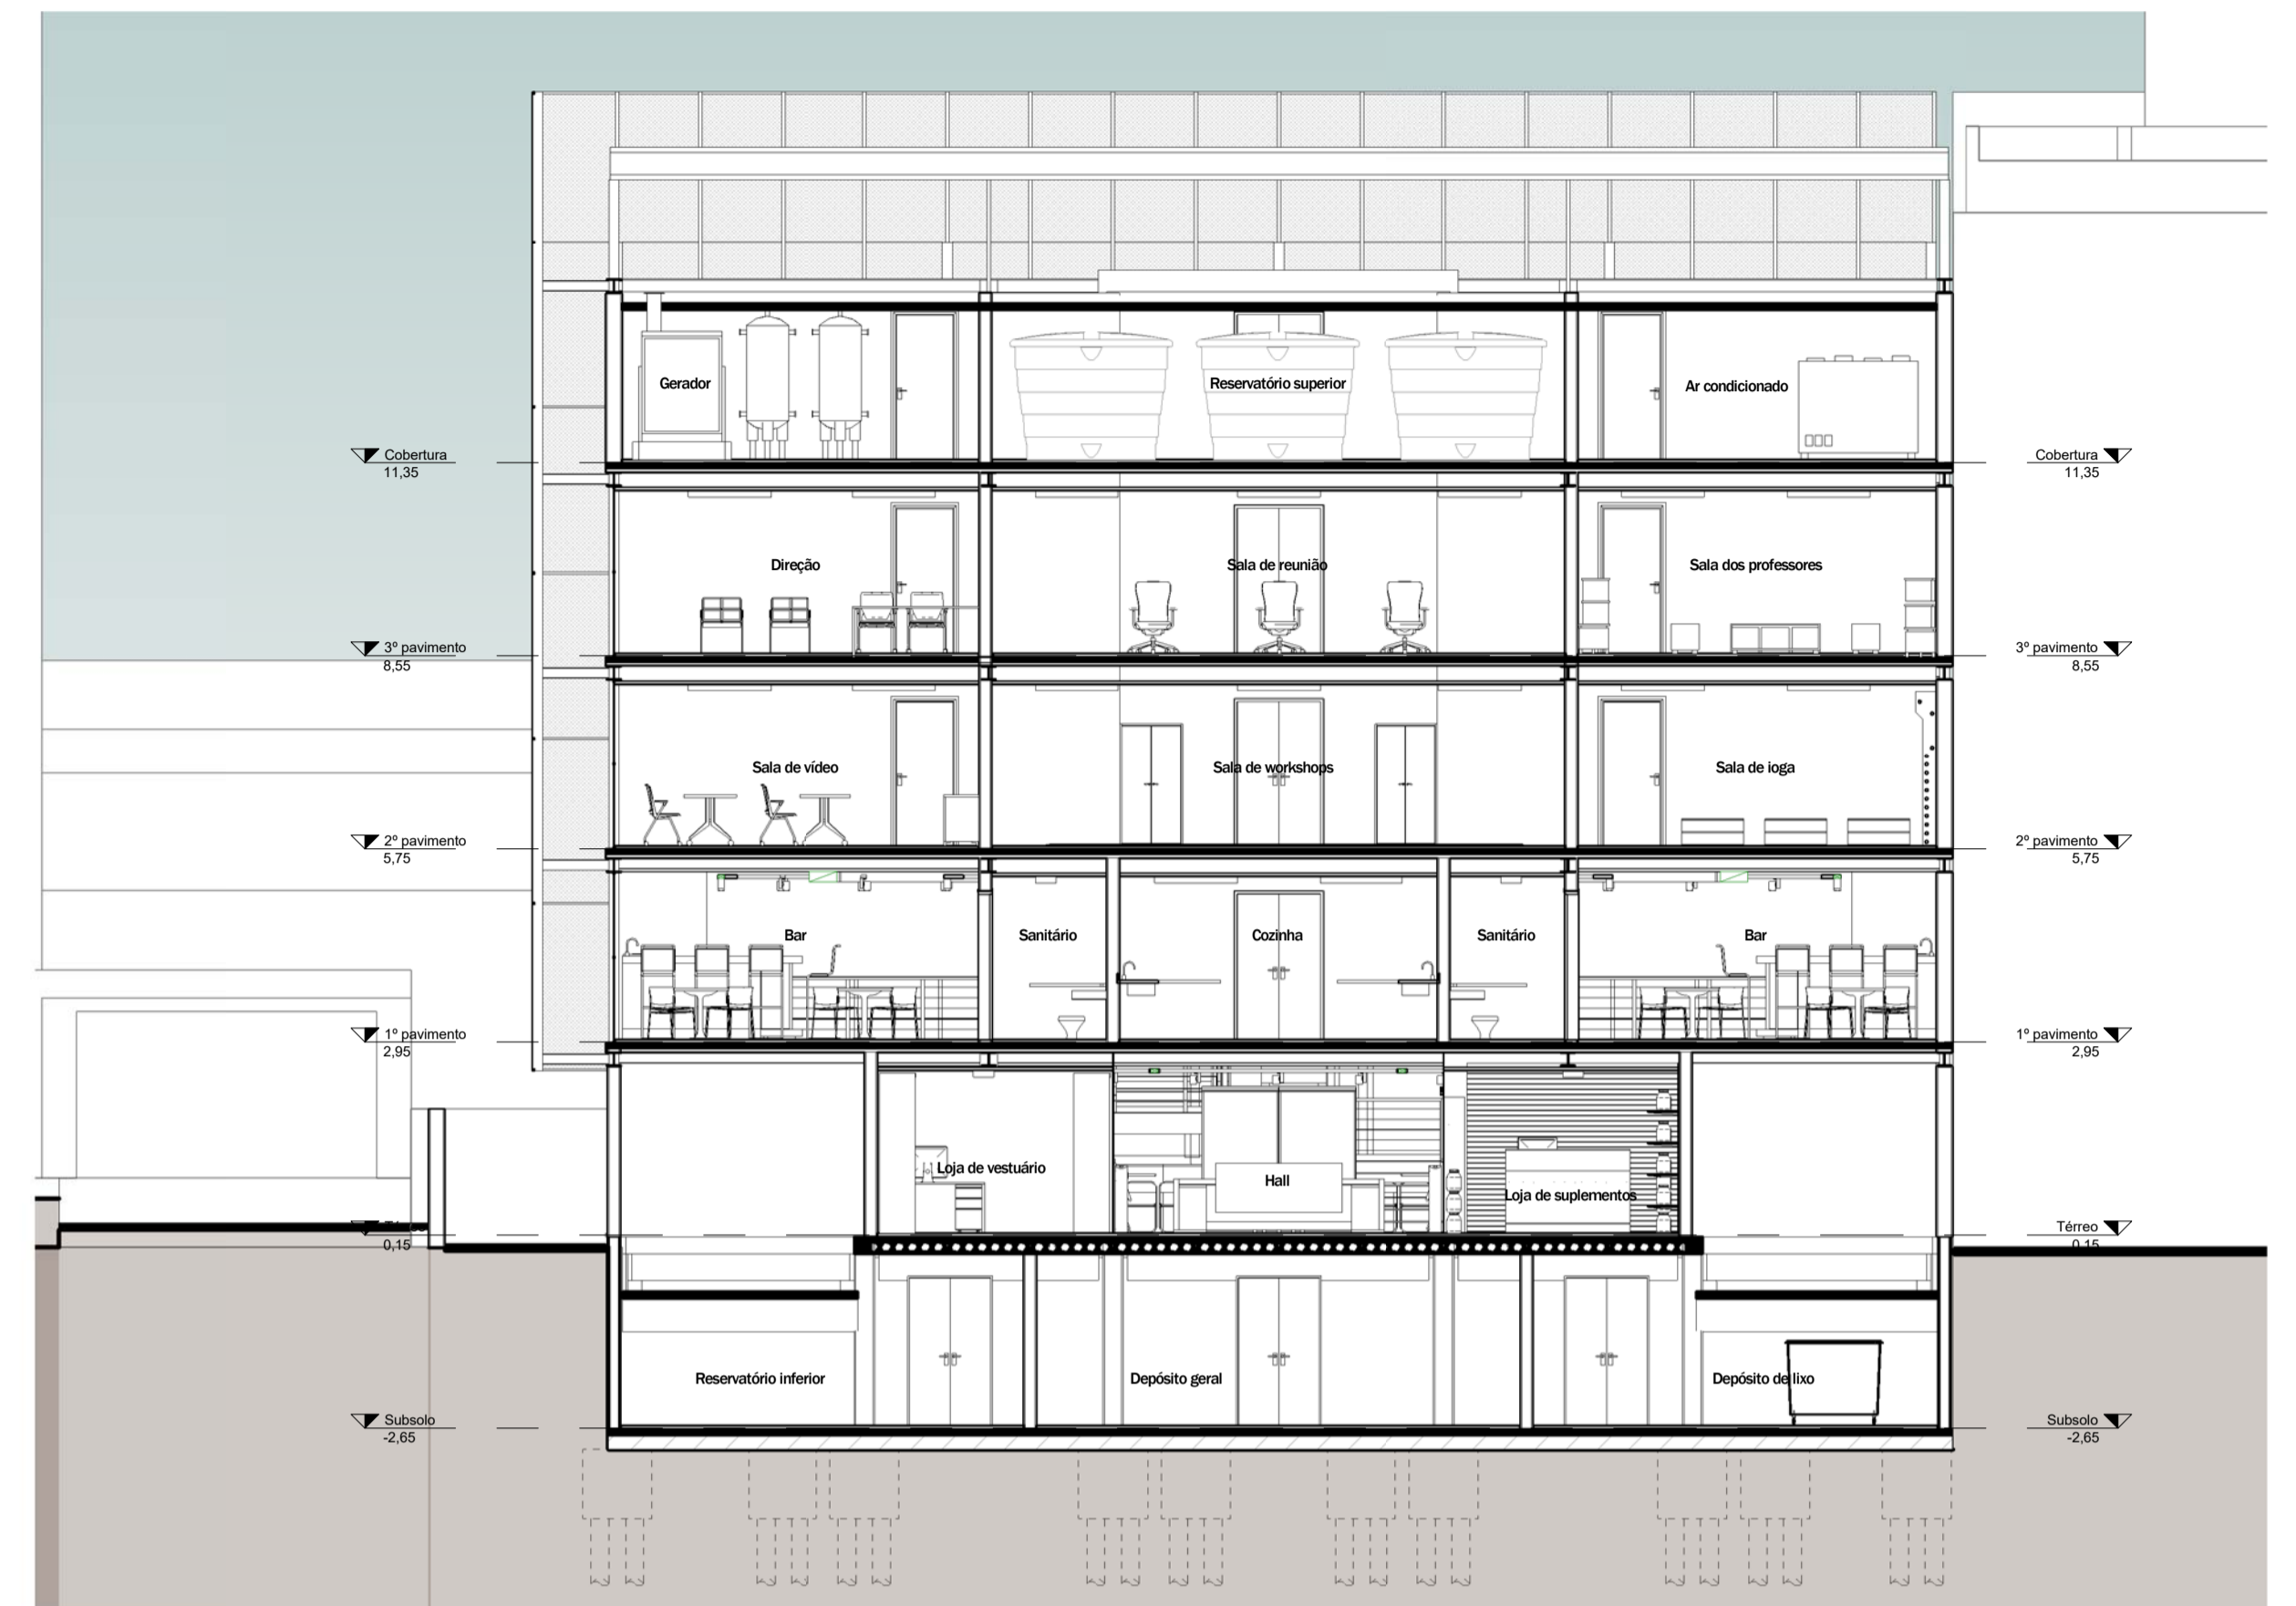 Gerador
Reservatório superior
Ar condicionado
Cobertura
11,35
Cobertura
11,35
Direção
Sala de reunião
Sala dos professores
3º pavimento
8,55
3º pavimento
8,55
Sala de vídeo
Sala de workshops
Sala de ioga
2º pavimento
5,75
2º pavimento
5,75
Bar
Sanitário
Cozinha
Sanitário
Bar
1º pavimento
2,95
1º pavimento
2,95
Loja de vestuário
Hall
Loja de suplementos
0,15
Térreo
0,15
Reservatório inferior
Depósito geral
Depósito de lixo
Subsolo
-2,65
Subsolo
-2,65